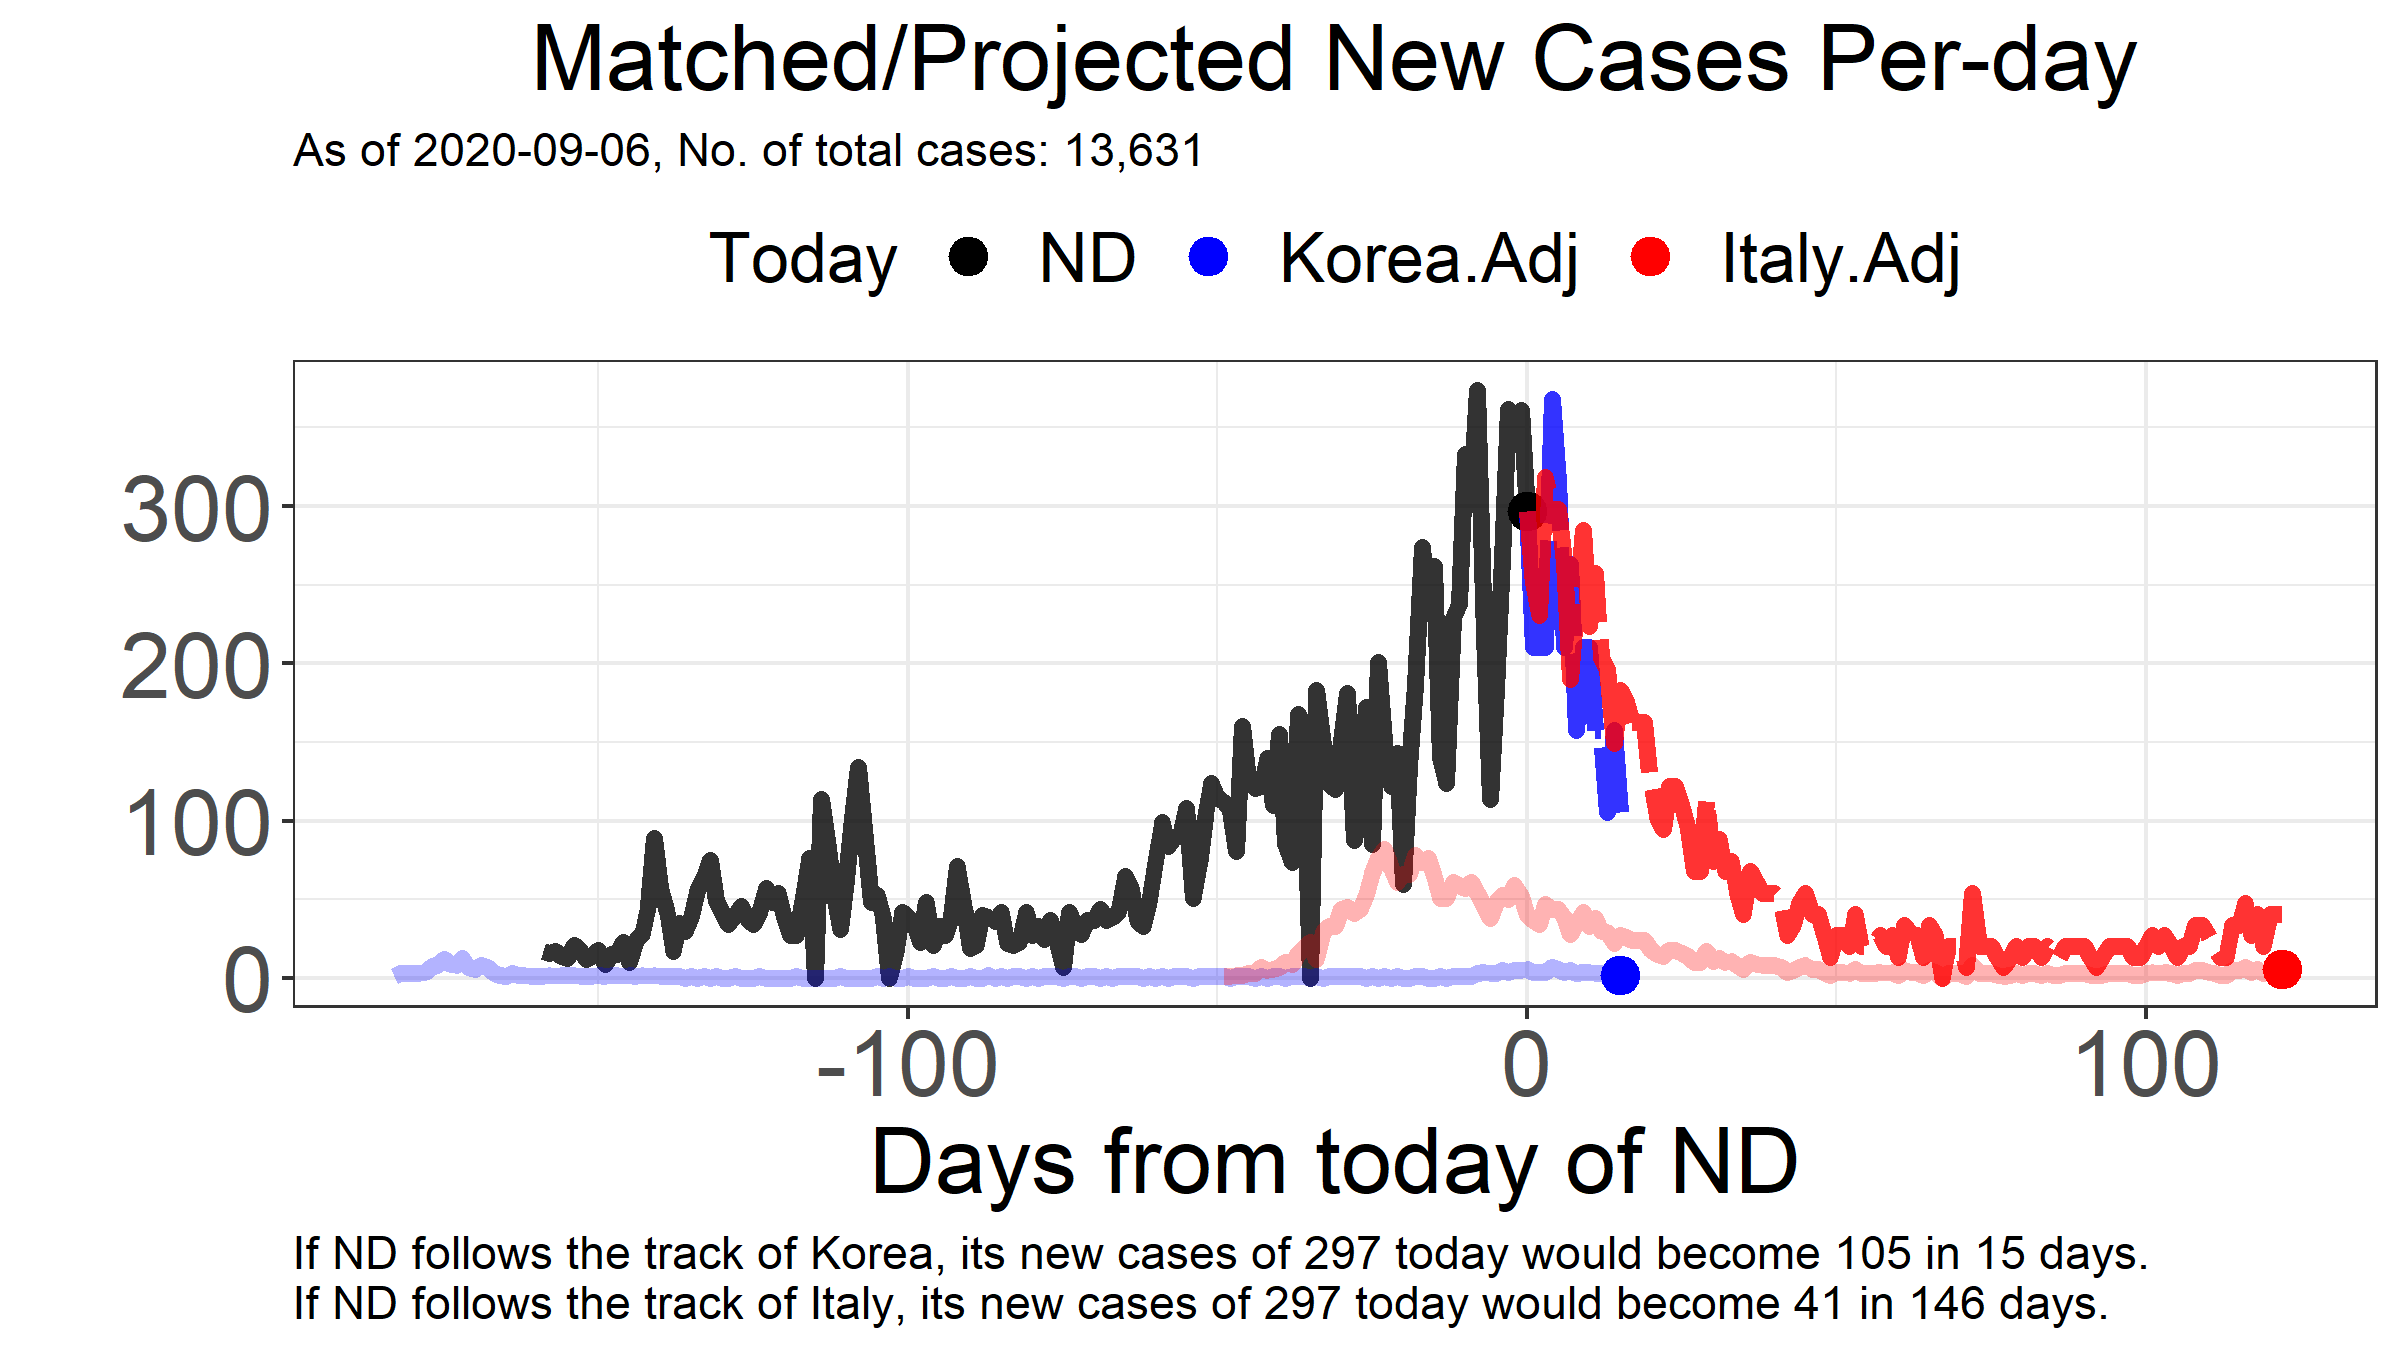 Matched/Projected New Cases Per-day
As of 2020-09-06, No. of total cases: 13,631
Today ND Korea.Adj Italy.Adj
300
200
100
0
-100 0 100
Days from today of ND
If ND follows the track of Korea, its new cases of 297 today would become 105 in 15 days.
If ND follows the track of Italy, its new cases of 297 today would become 41 in 146 days.